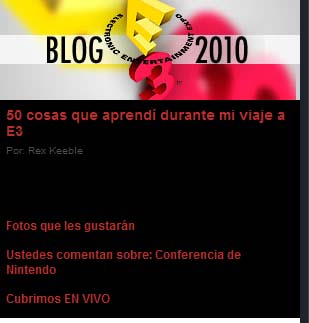 BLOG E3 2010
ELECTRONIC ENTERTAINMENT EXPO
50 cosas que aprendí durante mi viaje a
E3
Por: Rex Keeble
Fotos que les gustarán
Ustedes comentan sobre: Conferencia de
Nintendo
Cubrimos EN VIVO